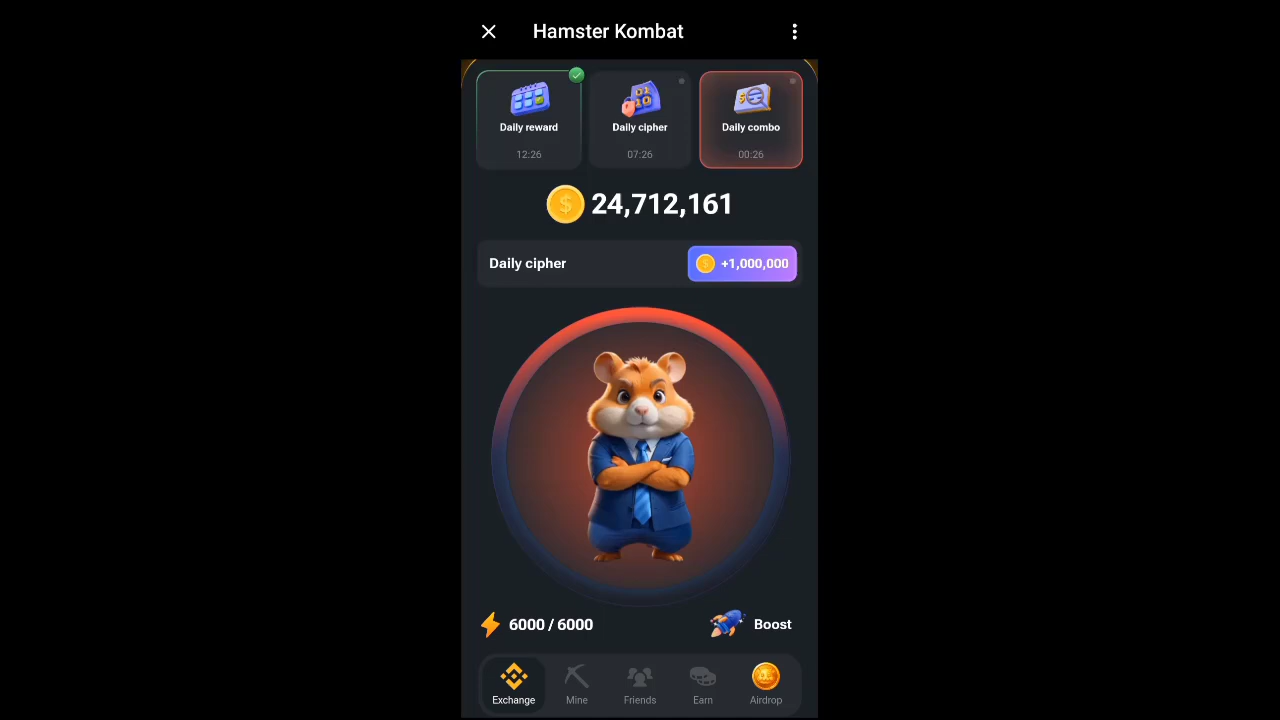 Hamster Kombat
Daily reward
12:26
Daily cipher
07:26
Daily combo
00:26
24,712,161
Daily cipher
+1,000,000
6000 / 6000
Boost
Exchange
Mine
Friends
Earn
Airdrop